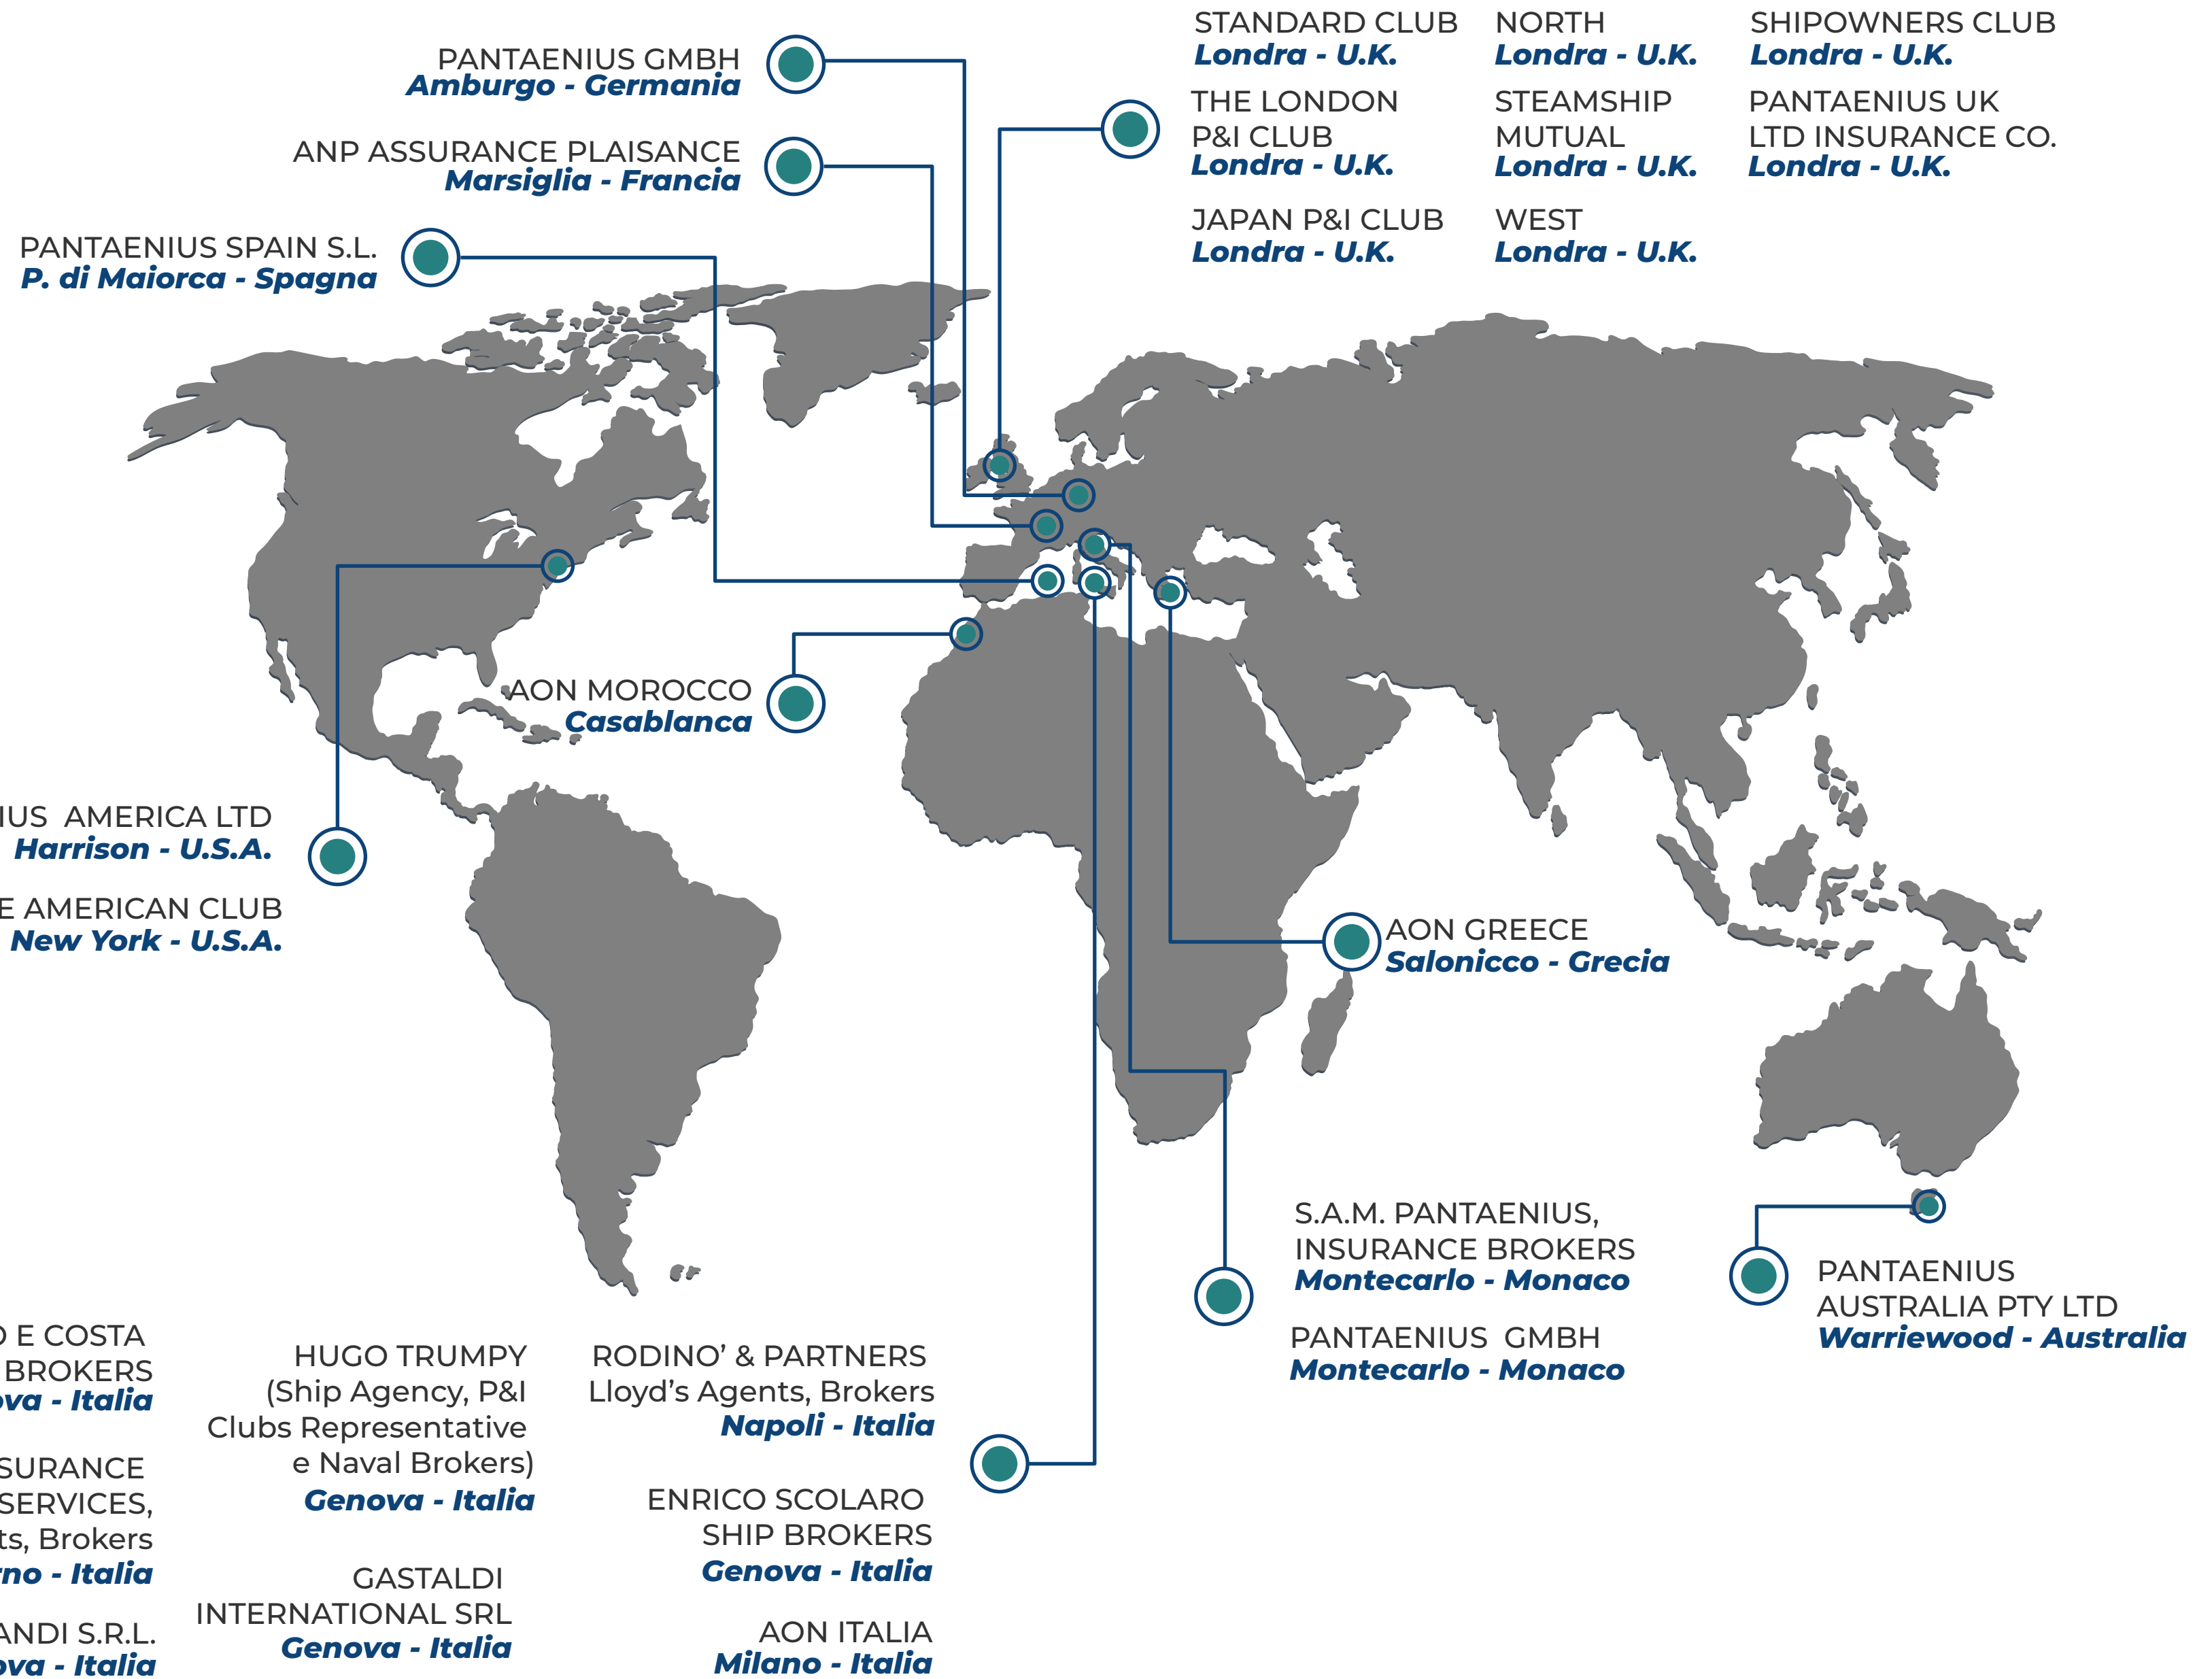 STANDARD CLUB
Londra - U.K.
NORTH
Londra - U.K.
SHIPOWNERS CLUB
Londra - U.K.
THE LONDON
P&I CLUB
Londra - U.K.
STEAMSHIP
MUTUAL
Londra - U.K.
PANTAENIUS UK
LTD INSURANCE CO.
Londra - U.K.
JAPAN P&I CLUB
Londra - U.K.
WEST
Londra - U.K.
PANTAENIUS GMBH
Amburgo - Germania
ANP ASSURANCE PLAISANCE
Marsiglia - Francia
PANTAENIUS SPAIN S.L.
P. di Maiorca - Spagna
AON MOROCCO
Casablanca
AMERICA LTD
Harrison - U.S.A.
AMERICAN CLUB
New York - U.S.A.
AON GREECE
Salonicco - Grecia
S.A.M. PANTAENIUS,
INSURANCE BROKERS
Montecarlo - Monaco
PANTAENIUS GMBH
Montecarlo - Monaco
PANTAENIUS
AUSTRALIA PTY LTD
Warriewood - Australia
E COSTA
BROKERS
- Italia
SERVICES,
Brokers
- Italia
S.R.L.
- Italia
HUGO TRUMPY
(Ship Agency, P&I
Clubs Representative
e Naval Brokers)
Genova - Italia
GASTALDI
INTERNATIONAL SRL
Genova - Italia
RODINO’ & PARTNERS
Lloyd’s Agents, Brokers
Napoli - Italia
ENRICO SCOLARO
SHIP BROKERS
Genova - Italia
AON ITALIA
Milano - Italia